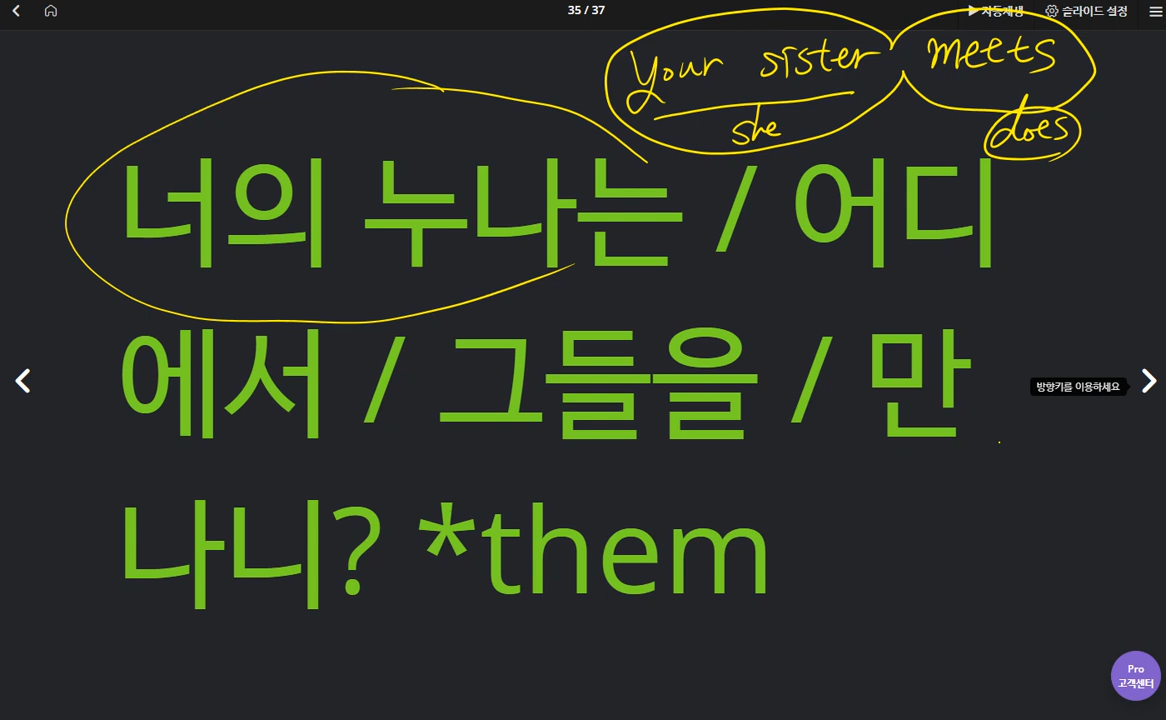 35 / 37
▶ 자동재생
슬라이드 설정
your sister meets
she does
너의 누나는 / 어디
에서 / 그들을 / 만
방향키를 이용하세요
나니? *them
Pro
고객센터